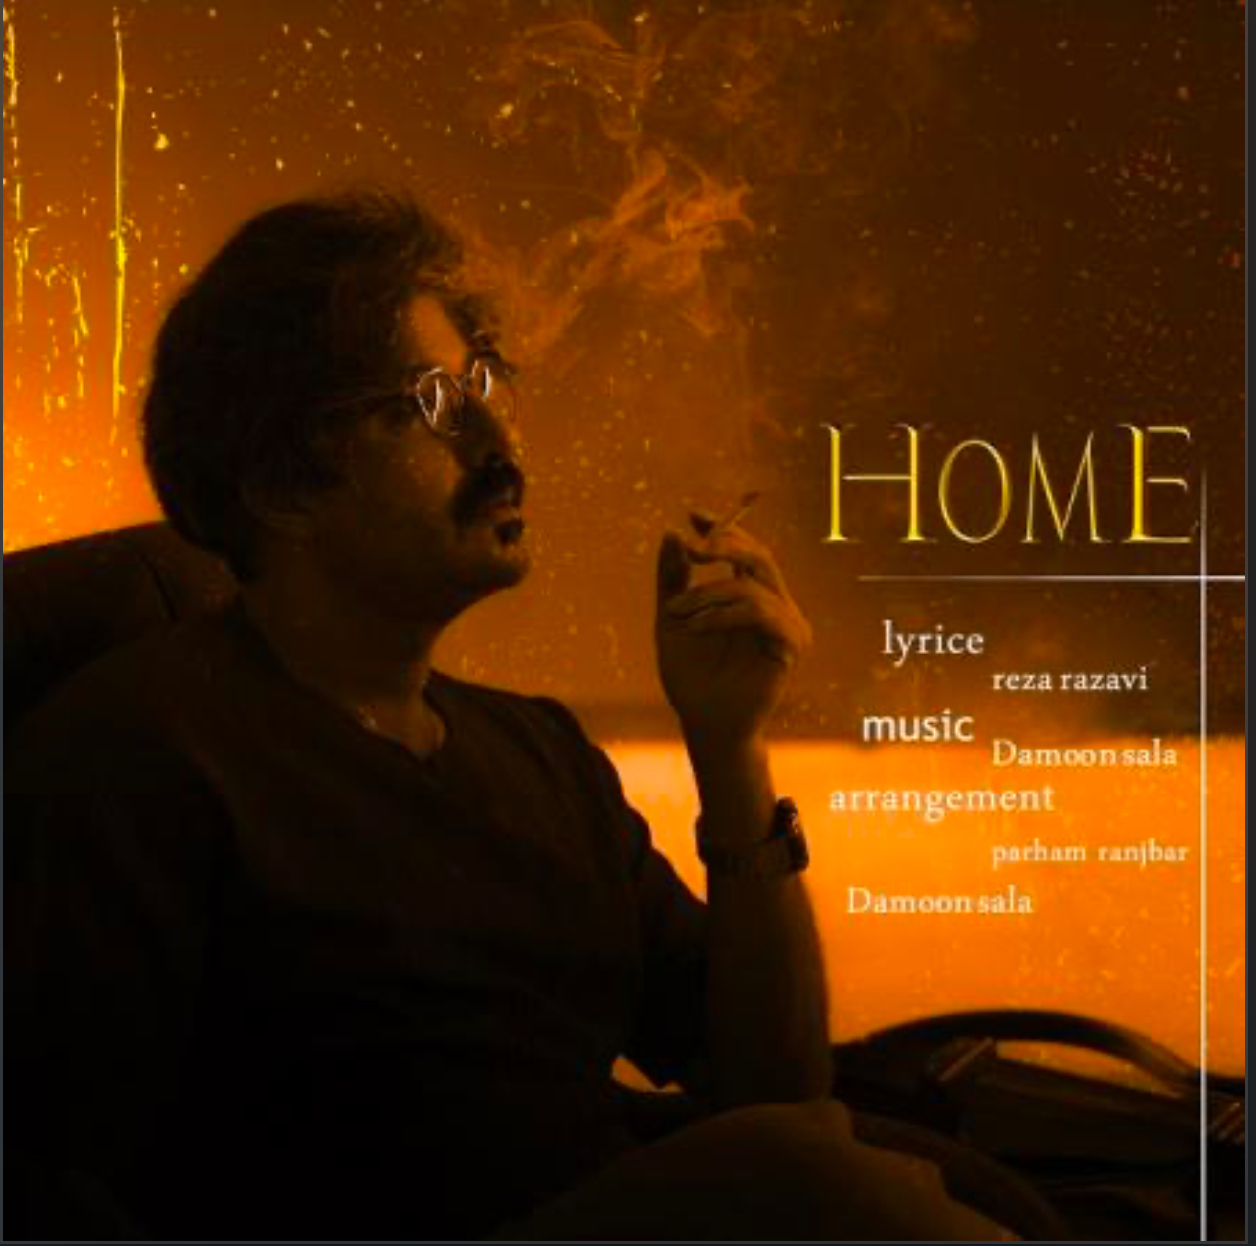 HOME
lyrice
reza razavi
music
Damoon sala
arrangement
parham ranjbar
Damoon sala